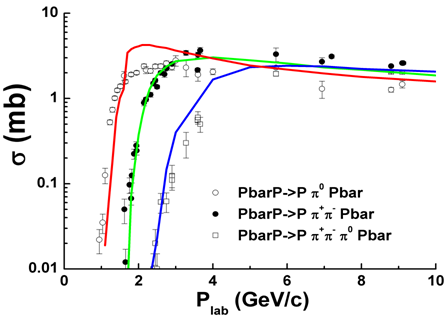 10
1
0.1
0.01
σ (mb)
PbarP->P π⁰ Pbar
PbarP->P π⁺π⁻ Pbar
PbarP->P π⁺π⁻ π⁰ Pbar
0 2 4 6 8 10
P_lab (GeV/c)